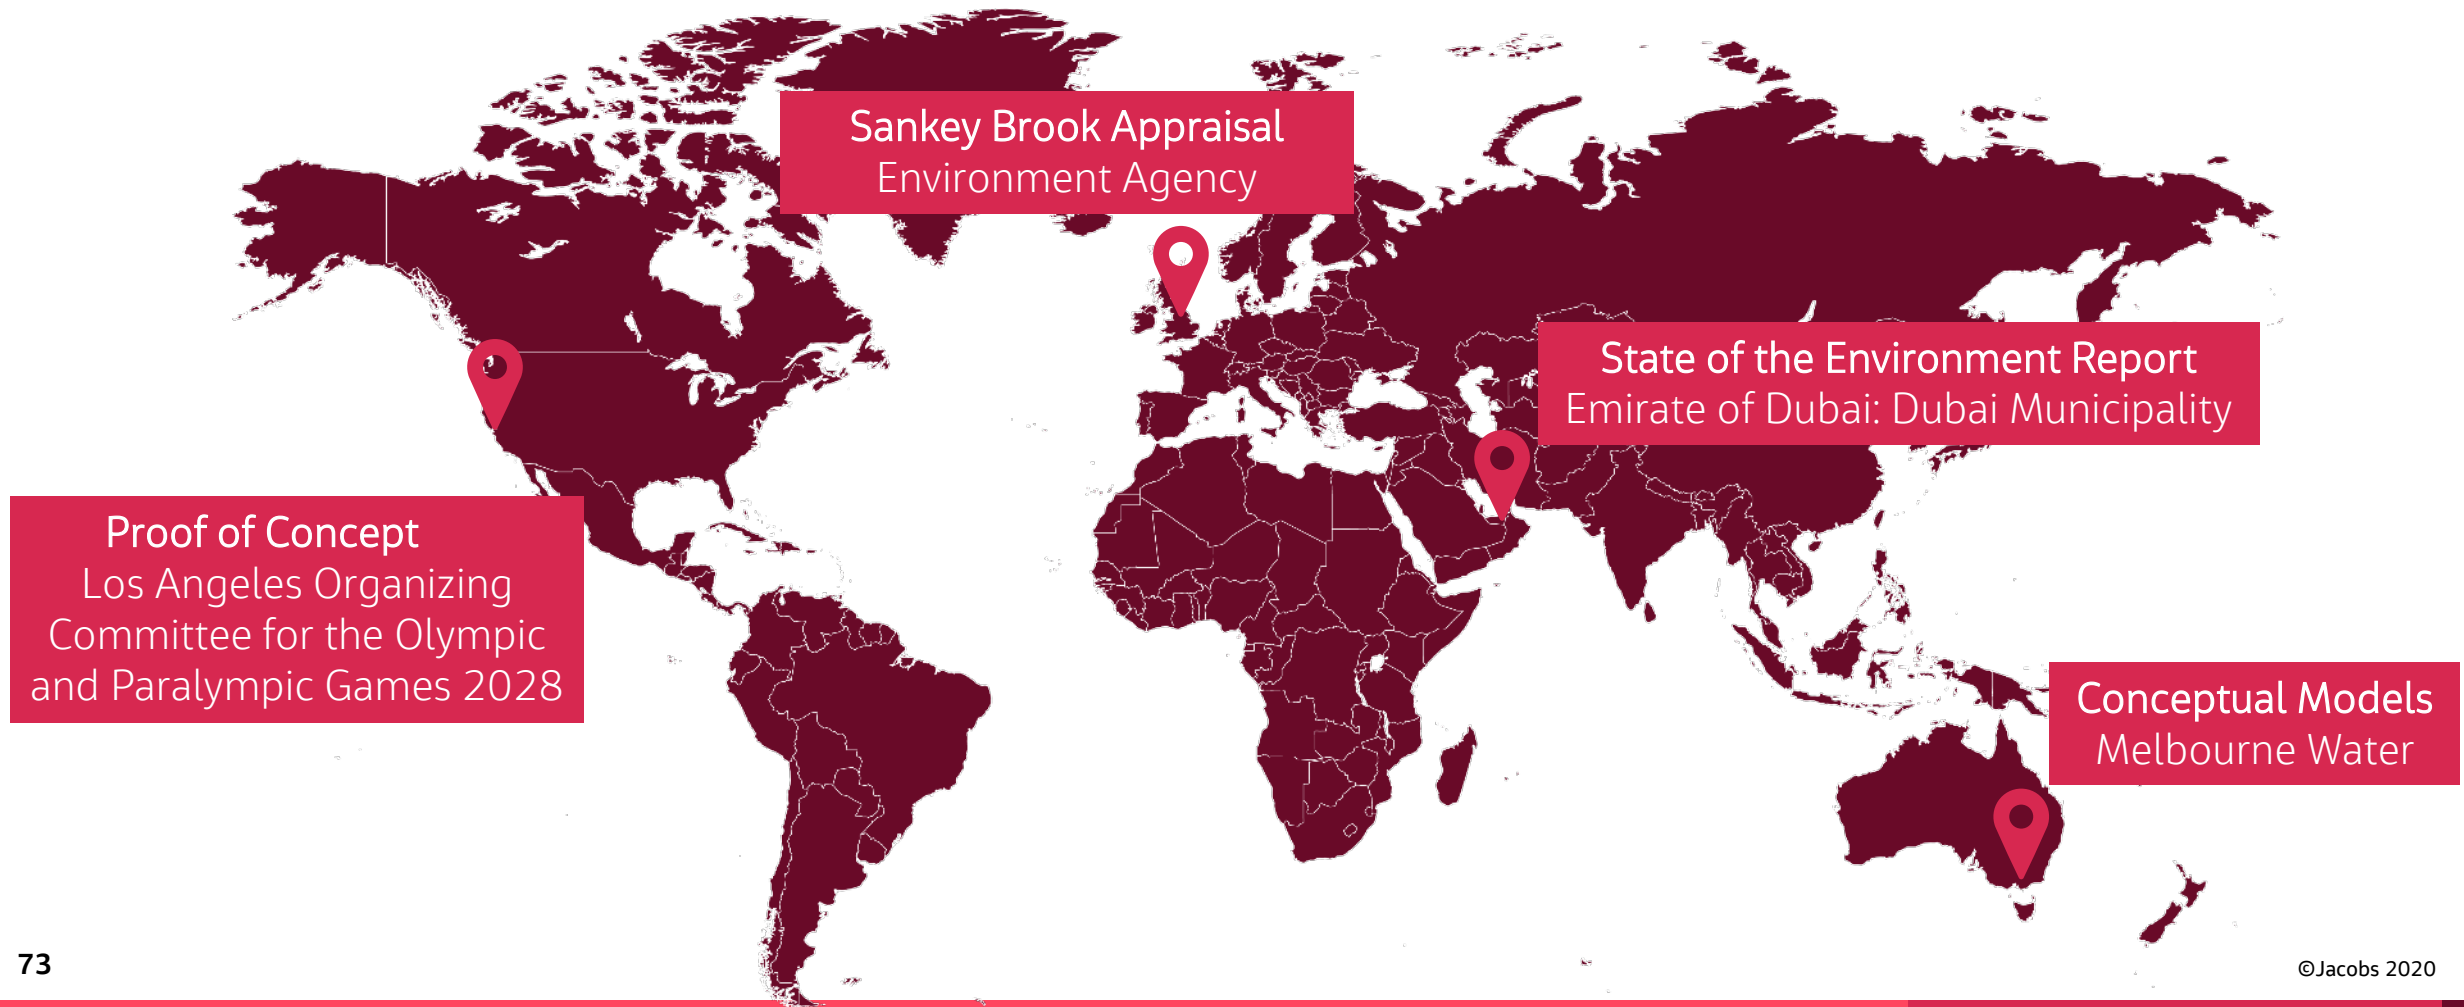 Sankey Brook Appraisal
Environment Agency
State of the Environment Report
Emirate of Dubai: Dubai Municipality
Proof of Concept
Los Angeles Organizing
Committee for the Olympic
and Paralympic Games 2028
Conceptual Models
Melbourne Water
73
©Jacobs 2020